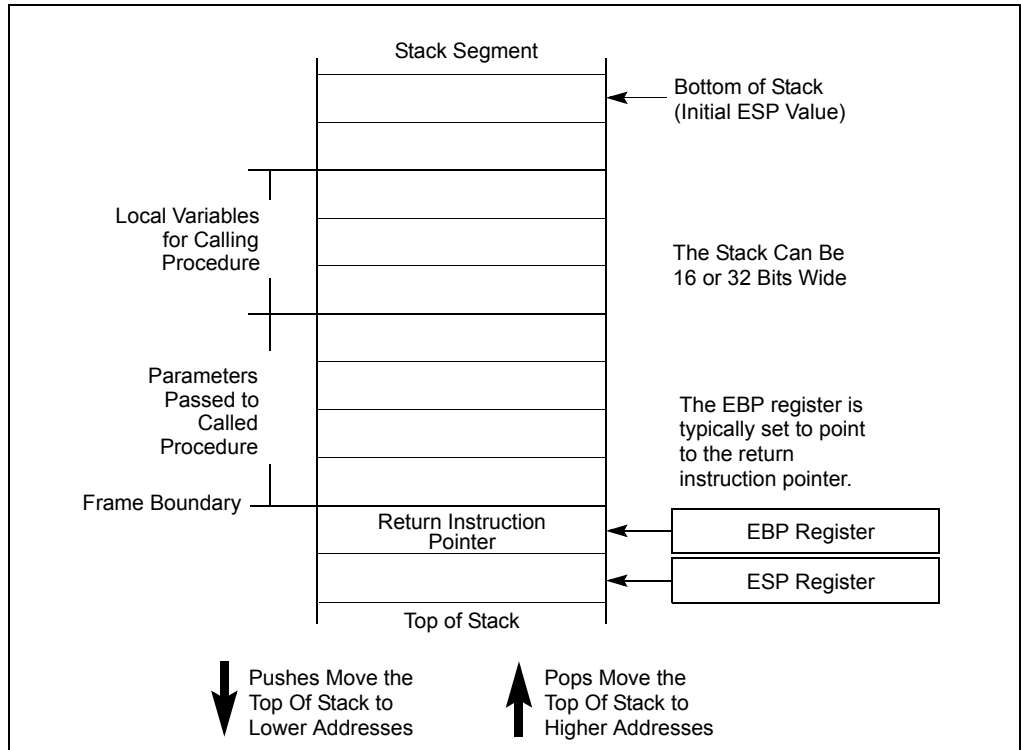 Stack Segment
Bottom of Stack
(Initial ESP Value)
Local Variables
for Calling
Procedure
The Stack Can Be
16 or 32 Bits Wide
Parameters
Passed to
Called
Procedure
The EBP register is
typically set to point
to the return
instruction pointer.
Frame Boundary
Return Instruction
Pointer
EBP Register
ESP Register
Top of Stack
Pushes Move the
Top Of Stack to
Lower Addresses
Pops Move the
Top Of Stack to
Higher Addresses